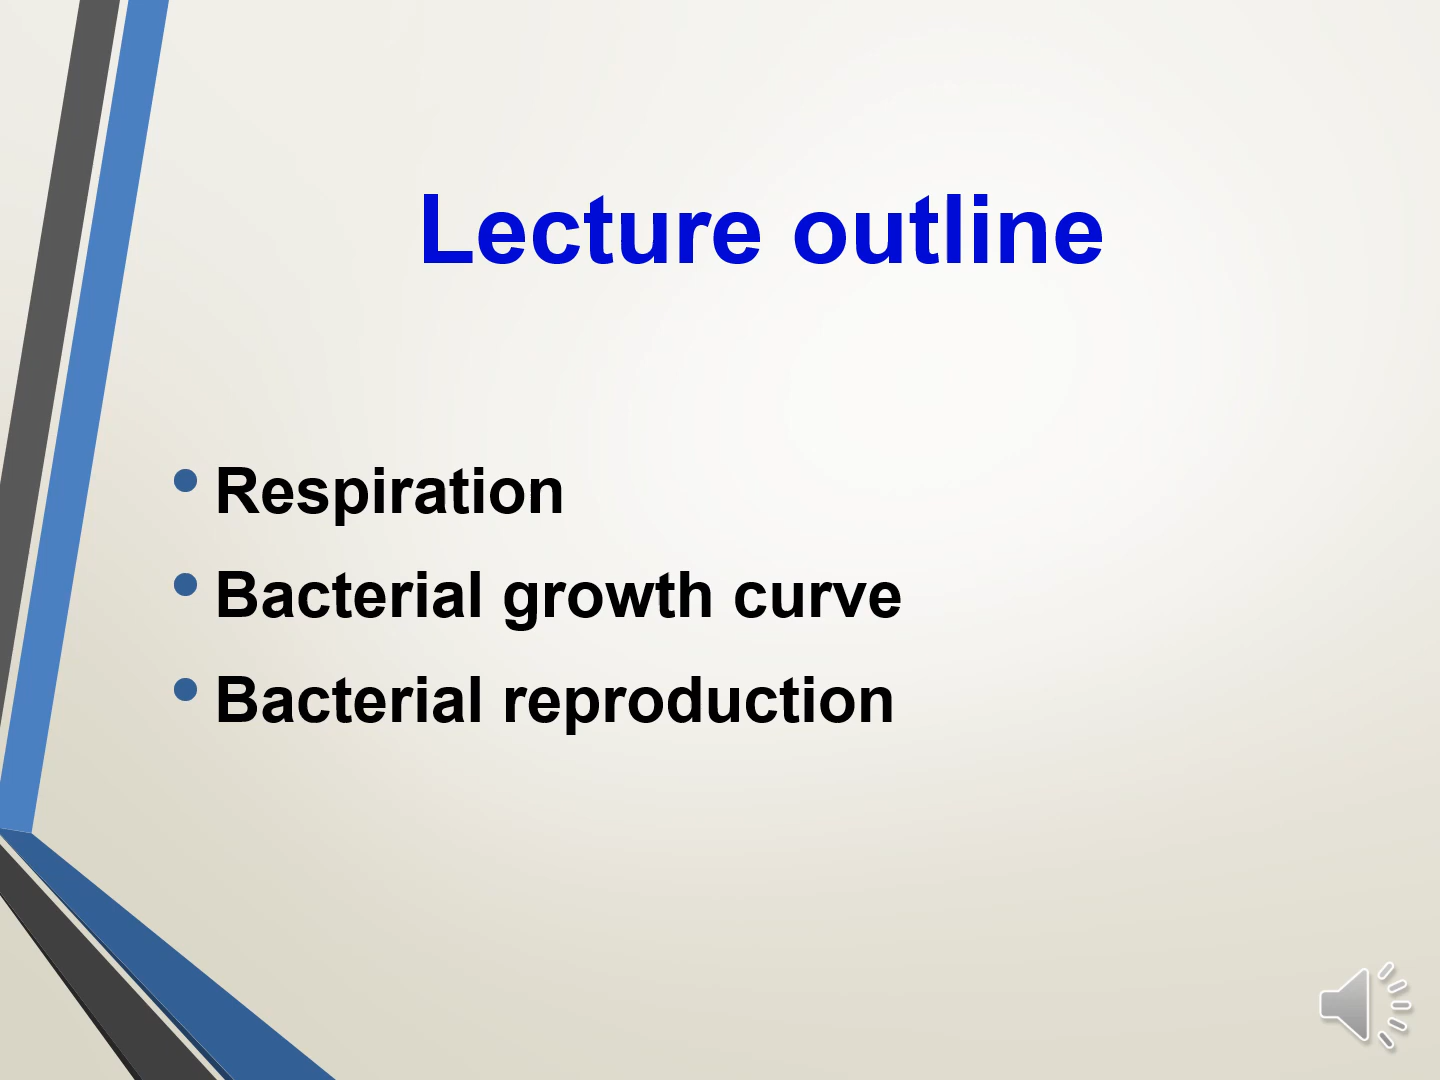 Lecture outline
• Respiration
• Bacterial growth curve
• Bacterial reproduction